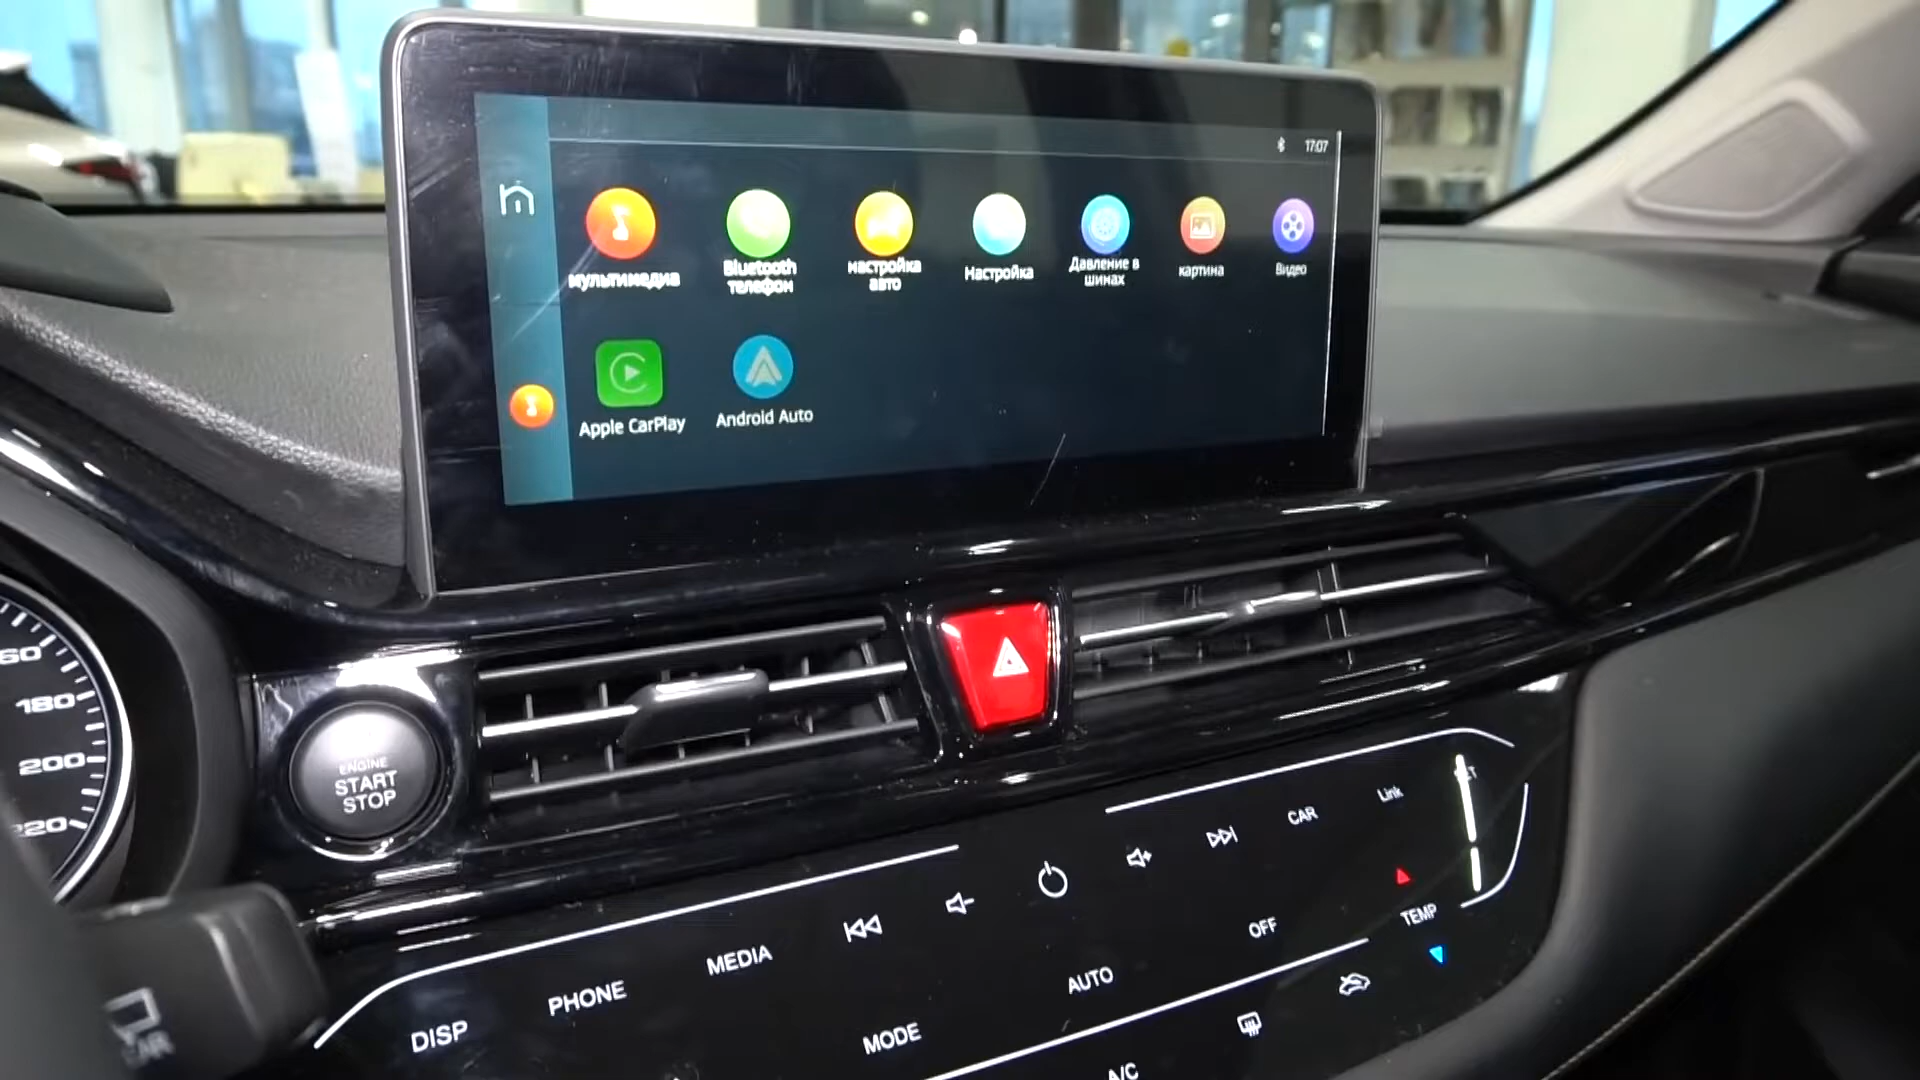 17:07
мультимедиа
Bluetooth
телефон
настройка
авто
Настройка
Давление в
шинах
картина
Видео
Apple CarPlay
Android Auto
180
200
ENGINE
START
STOP
DISP
PHONE
MEDIA
CAR
Link
MODE
AUTO
OFF
TEMP
A/C